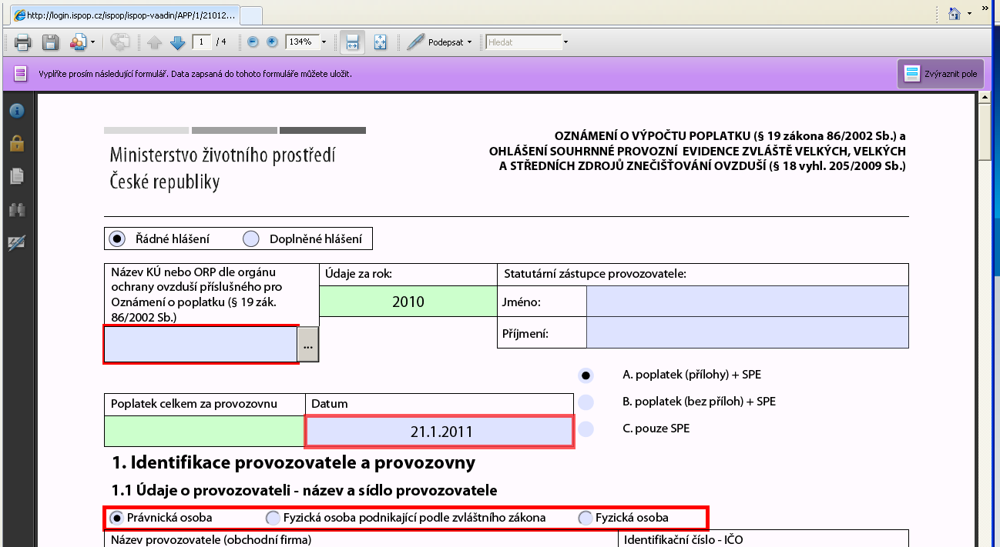 http://login.ispop.cz/ispop/ispop-vaadin/APP/1/21012...
1 / 4
134%
Podepsat
Hledat
Vyplňte prosím následující formulář. Data zapsaná do tohoto formuláře můžete uložit.
Zvýraznit pole
Ministerstvo životního prostředí
České republiky
OZNÁMENÍ O VÝPOČTU POPLATKU (§ 19 zákona 86/2002 Sb.) a
OHLÁŠENÍ SOUHRNNÉ PROVOZNÍ EVIDENCE ZVLÁŠTĚ VELKÝCH, VELKÝCH
A STŘEDNÍCH ZDROJŮ ZNEČIŠŤOVÁNÍ OVZDUŠÍ (§ 18 vyhl. 205/2009 Sb.)
Řádné hlášení
Doplněné hlášení
Název KÚ nebo ORP dle orgánu
ochrany ovzduší příslušného pro
Oznámení o poplatku (§ 19 zák.
86/2002 Sb.)
...
Údaje za rok:
2010
Statutární zástupce provozovatele:
Jméno:
Příjmení:
A. poplatek (přílohy) + SPE
B. poplatek (bez příloh) + SPE
C. pouze SPE
Poplatek celkem za provozovnu
Datum
21.1.2011
1. Identifikace provozovatele a provozovny
1.1 Údaje o provozovateli - název a sídlo provozovatele
Právnická osoba
Fyzická osoba podnikající podle zvláštního zákona
Fyzická osoba
Název provozovatele (obchodní firma)
Identifikační číslo - IČO